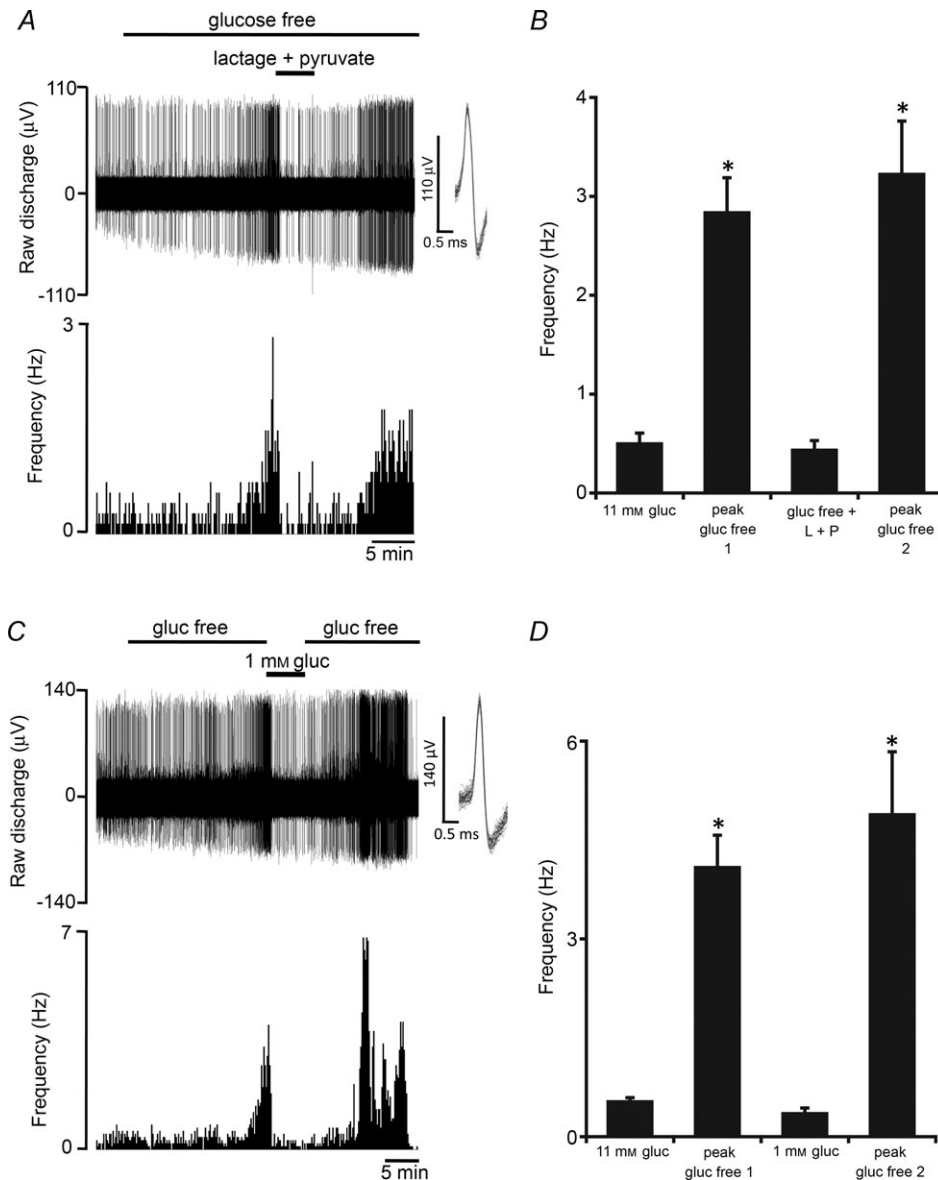 A
glucose free
lactage + pyruvate
110
0
-110
Raw discharge (µV)
110 µV
0.5 ms
3
0
Frequency (Hz)
5 min
B
4
3
2
1
0
Frequency (Hz)
*
*
11 mM gluc
peak
gluc free
1
gluc free +
L + P
peak
gluc free
2
C
gluc free
gluc free
1 mM gluc
140
0
-140
Raw discharge (µV)
140 µV
0.5 ms
7
0
Frequency (Hz)
5 min
D
6
3
0
Frequency (Hz)
*
*
11 mM gluc
peak
gluc free 1
1 mM gluc
peak
gluc free 2